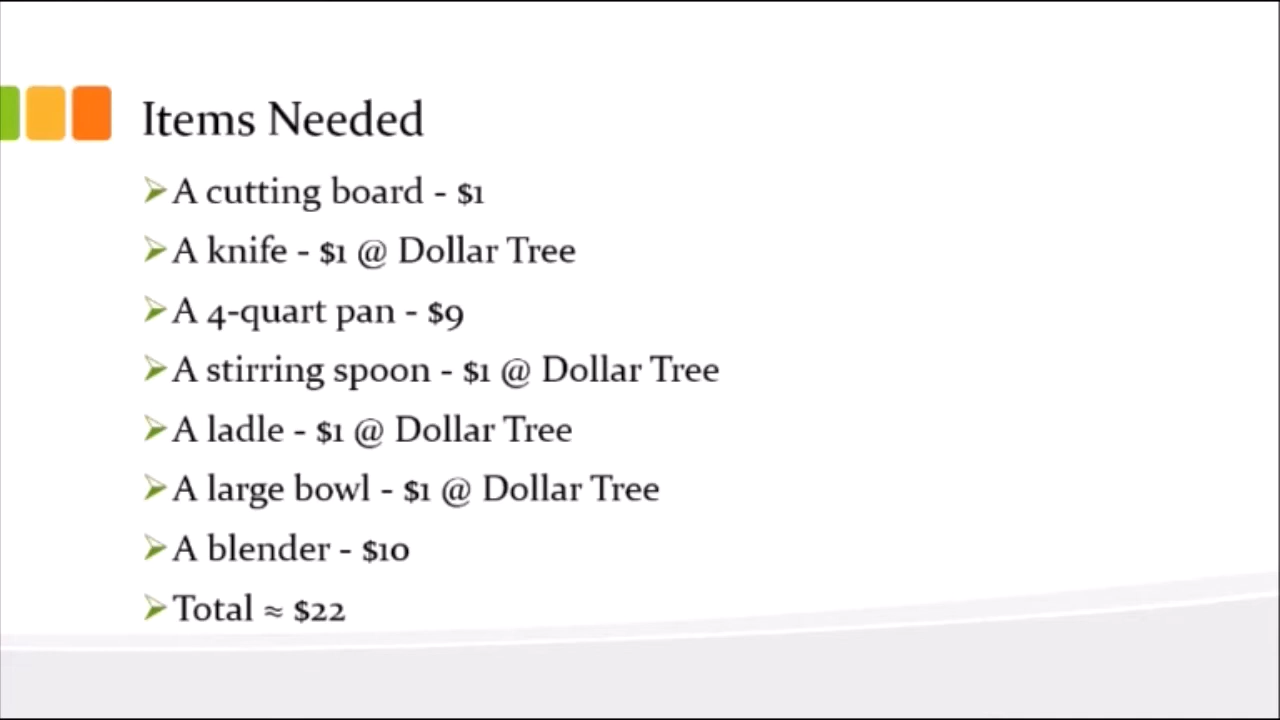 Items Needed
A cutting board - $1
A knife - $1 @ Dollar Tree
A 4-quart pan - $9
A stirring spoon - $1 @ Dollar Tree
A ladle - $1 @ Dollar Tree
A large bowl - $1 @ Dollar Tree
A blender - $10
Total ≈ $22